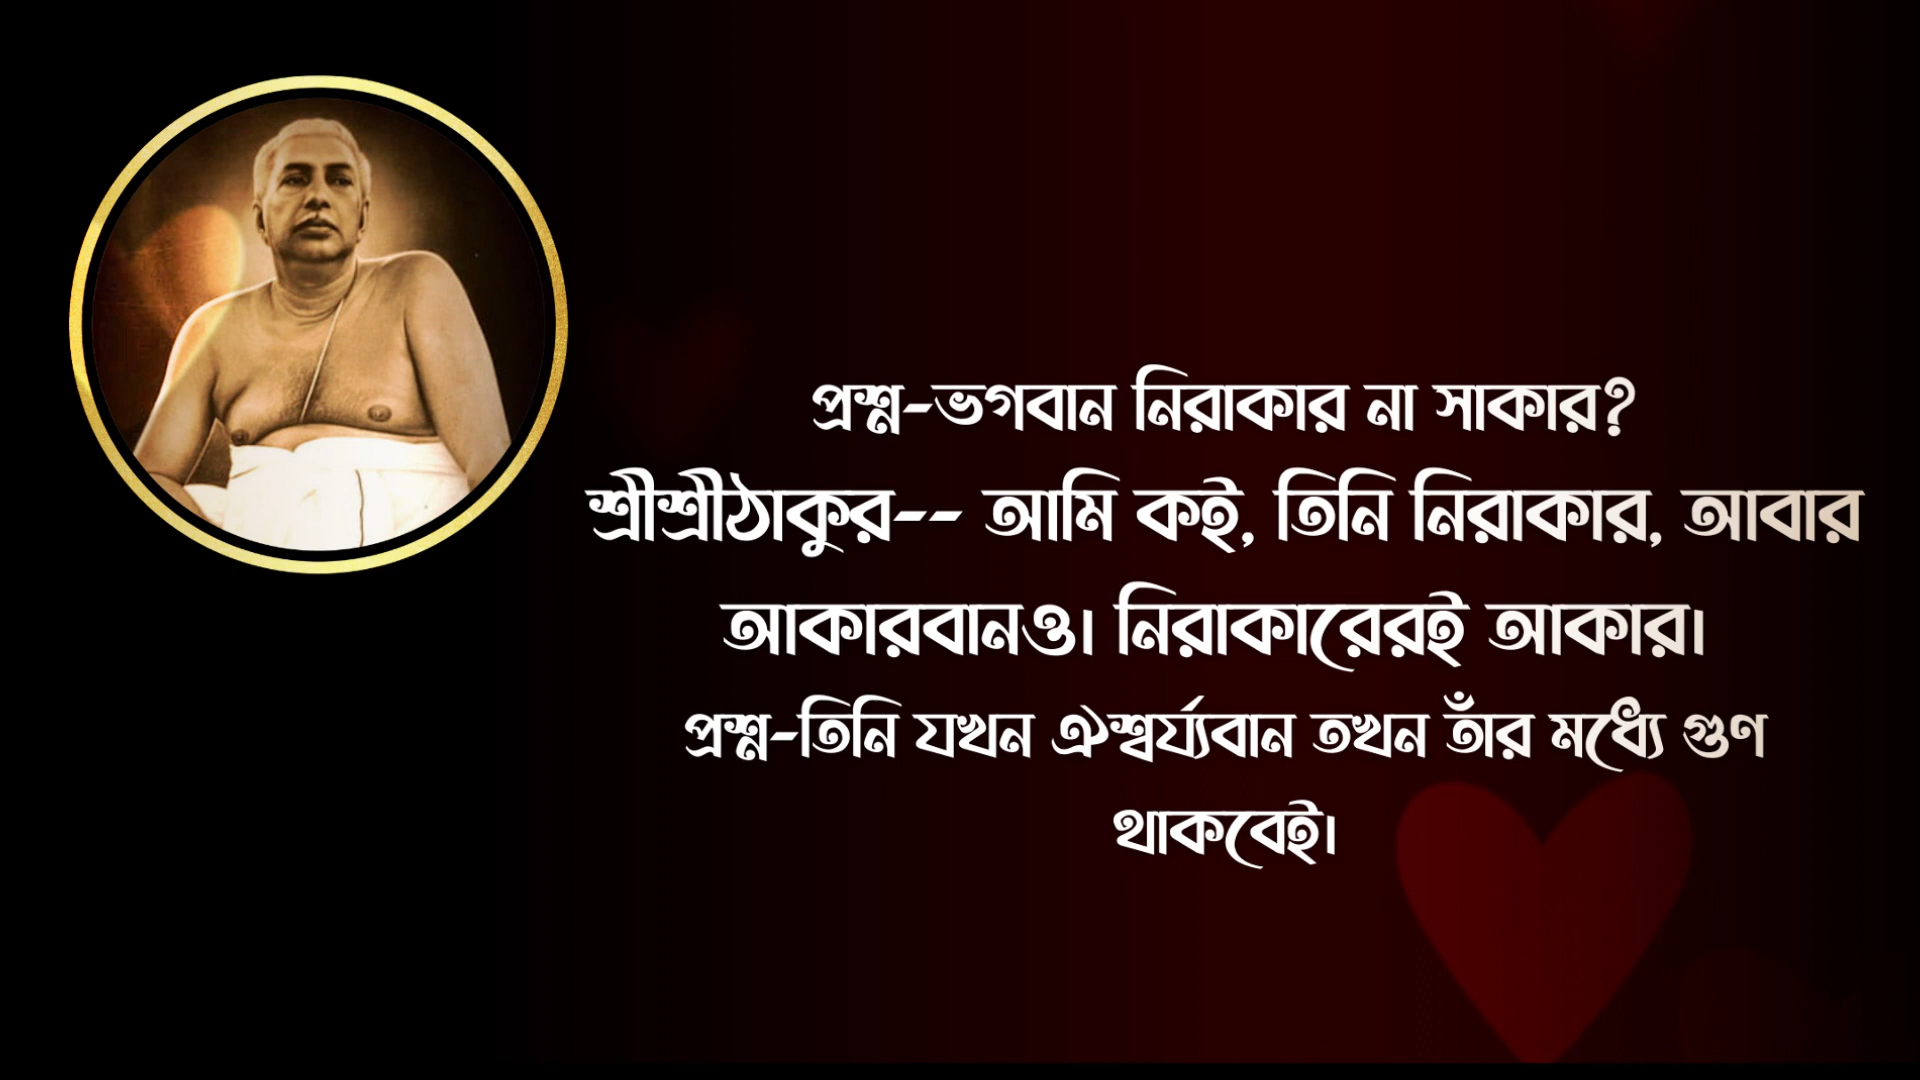 প্রশ্ন-ভগবান নিরাকার না সাকার?
শ্রীশ্রীঠাকুর-- আমি কই, তিনি নিরাকার, আবার
আকারবানও। নিরাকারেরই আকার।
প্রশ্ন-তিনি যখন ঐশ্বর্য্যবান তখন তাঁর মধ্যে গুণ
থাকবেই।